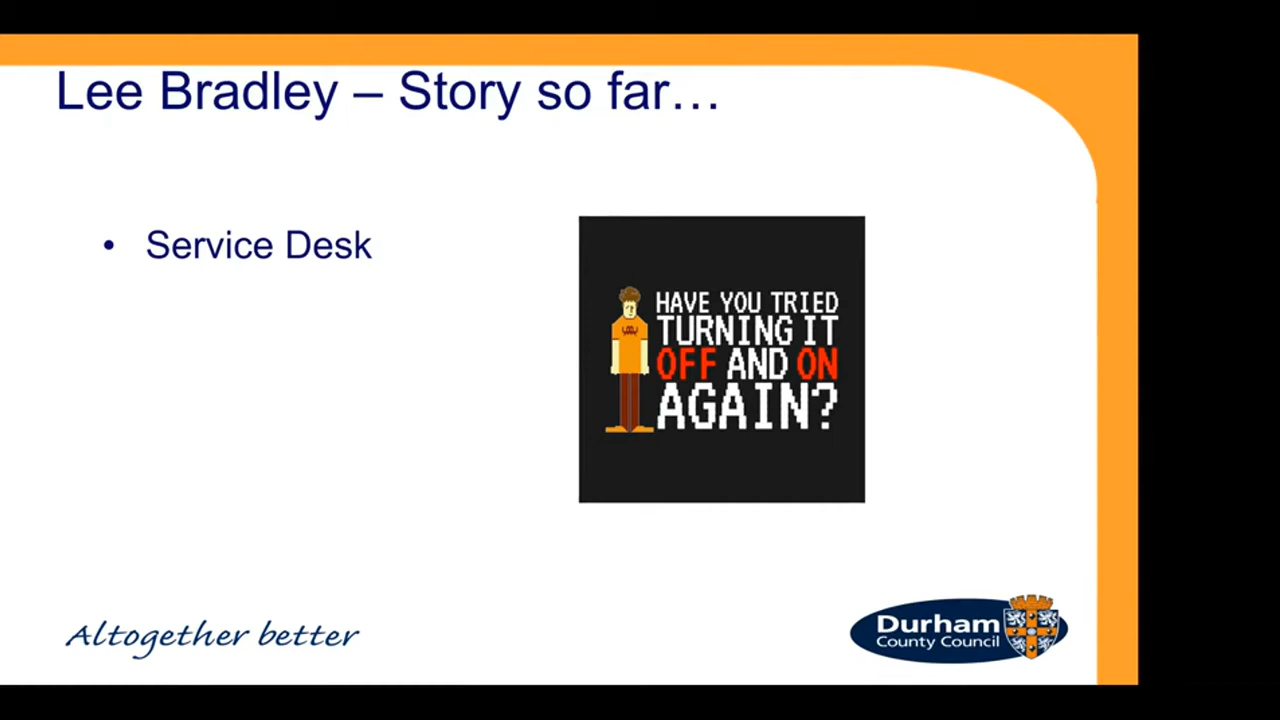 Lee Bradley – Story so far…
• Service Desk
HAVE YOU TRIED
TURNING IT
OFF AND ON
AGAIN?
Altogether better
Durham
County Council